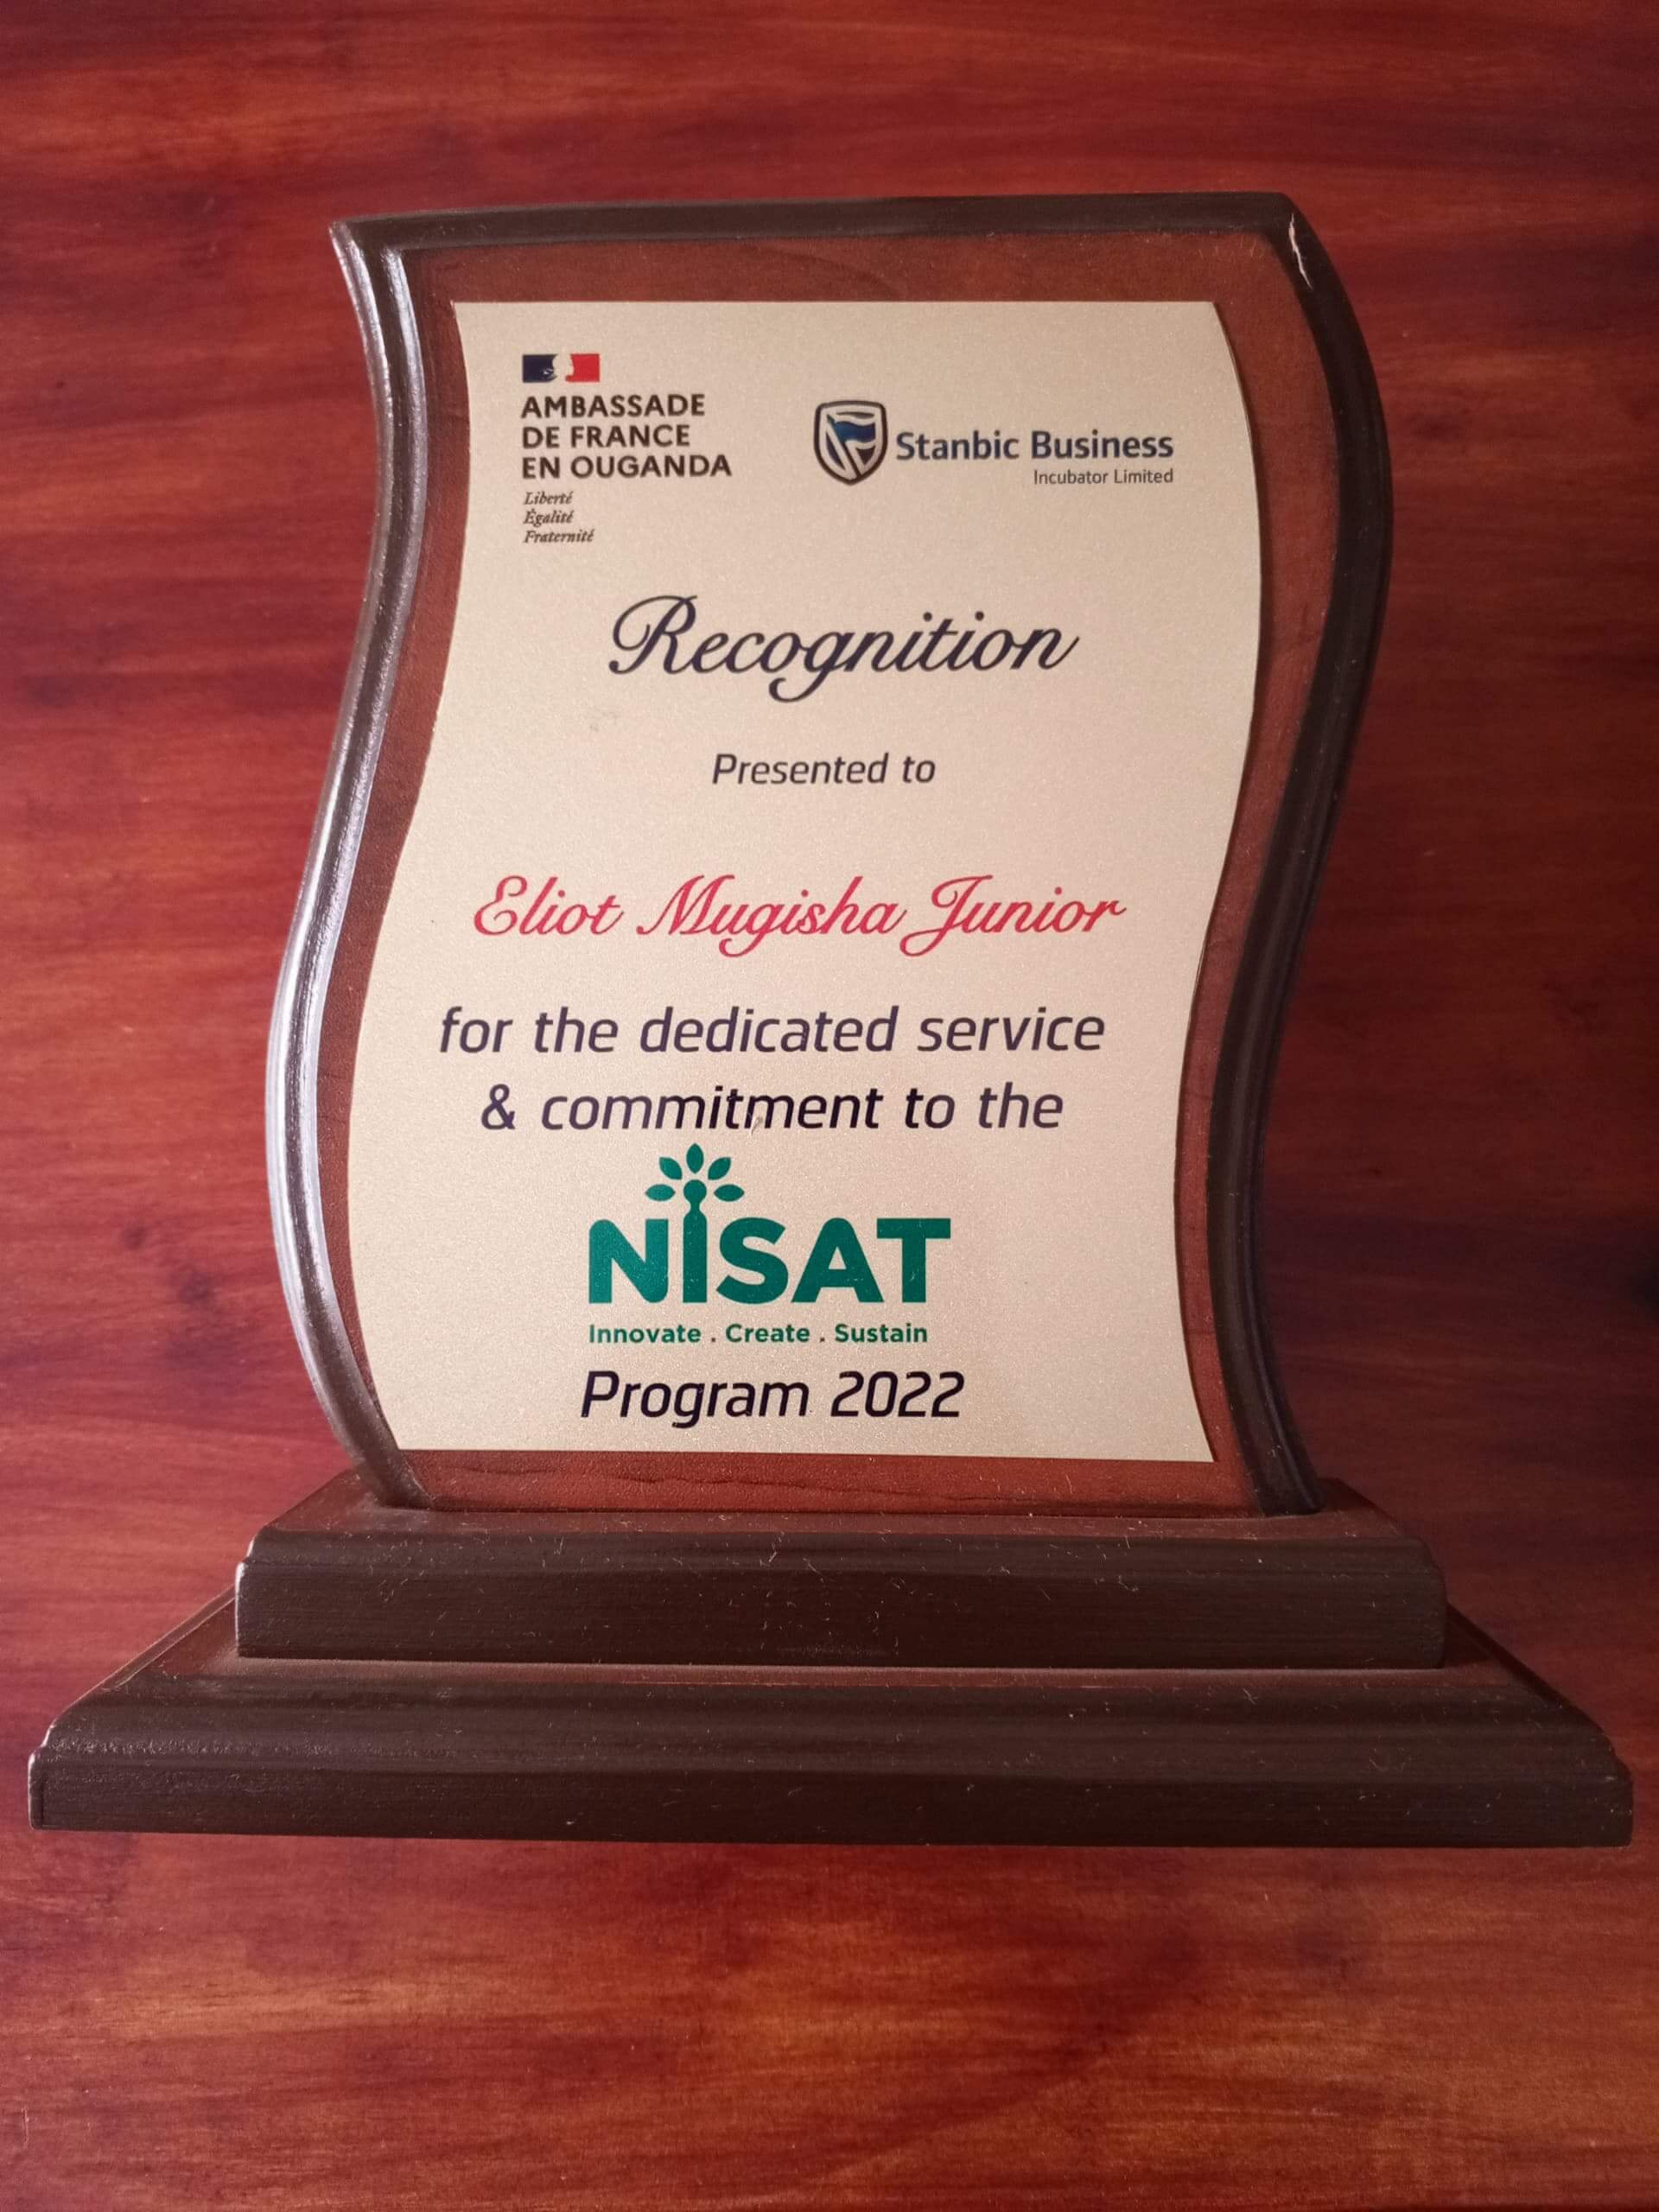 AMBASSADE
DE FRANCE
EN OUGANDA
Liberté
Égalité
Fraternité
Stanbic Business
Incubator Limited
Recognition
Presented to
Eliot Mugisha Junior
for the dedicated service
& commitment to the
NISAT
Innovate . Create . Sustain
Program 2022